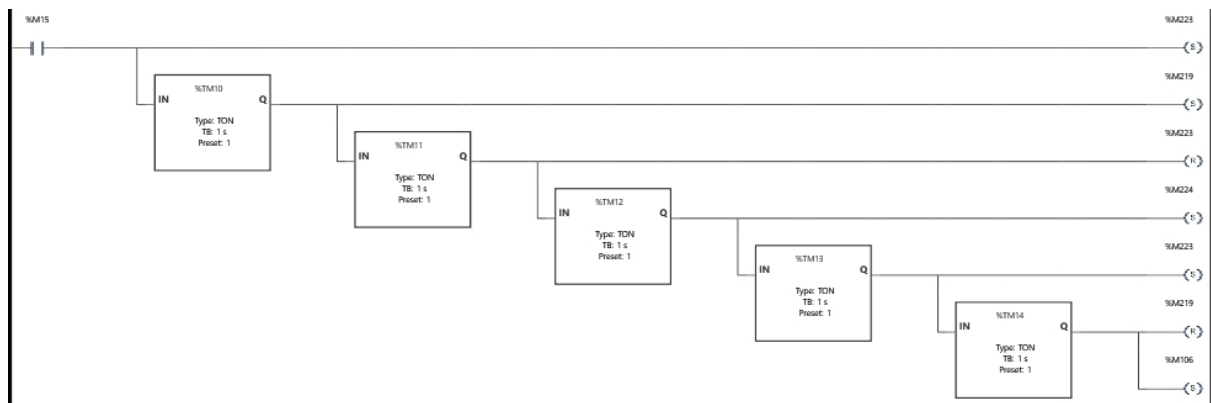 %M15
%M223
(S)
%M219
%TM10
IN Q
(S)
Type: TON
TB: 1 s
Preset: 1
%M223
%TM11
IN Q
(R)
Type: TON
TB: 1 s
Preset: 1
%M224
%TM12
IN Q
(S)
Type: TON
TB: 1 s
Preset: 1
%M223
%TM13
IN Q
(S)
Type: TON
TB: 1 s
Preset: 1
%M219
%TM14
IN Q
(R)
Type: TON
TB: 1 s
Preset: 1
%M106
(S)